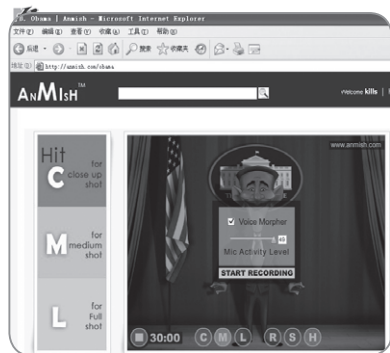 B. Obama | Anmish - Microsoft Internet Explorer
文件(F) 编辑(E) 查看(V) 收藏(A) 工具(T) 帮助(H)
后退 搜索 收藏夹
地址(D) http://anmish.com/obama
ANMISH™
Welcome kills |
www.anmish.com
Hit
C for close up shot
M for medium shot
L for Full shot
Voice Morpher
Mic Activity Level
START RECORDING
30:00 C M L R S H